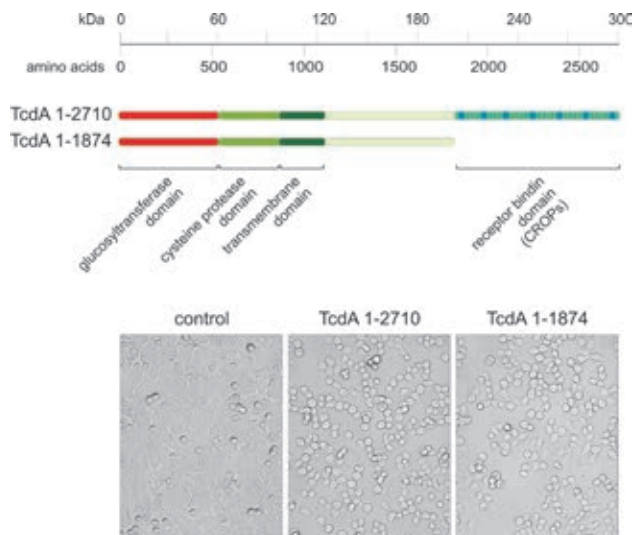 kDa 0 60 120 180 240 300
amino acids 0 500 1000 1500 2000 2500
TcdA 1-2710
TcdA 1-1874
glucosyltransferase
domain
cysteine protease
domain
transmembrane
domain
receptor bindin
domain
(CROPs)
control TcdA 1-2710 TcdA 1-1874